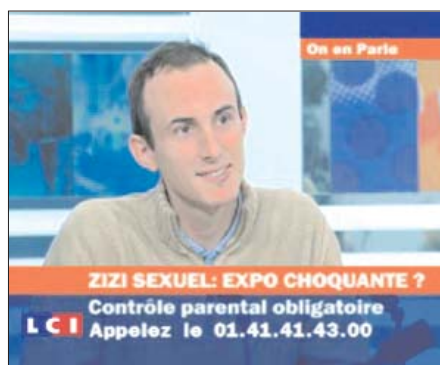 On en Parle
ZIZI SEXUEL: EXPO CHOQUANTE ?
Contrôle parental obligatoire
LCI Appelez le 01.41.41.43.00